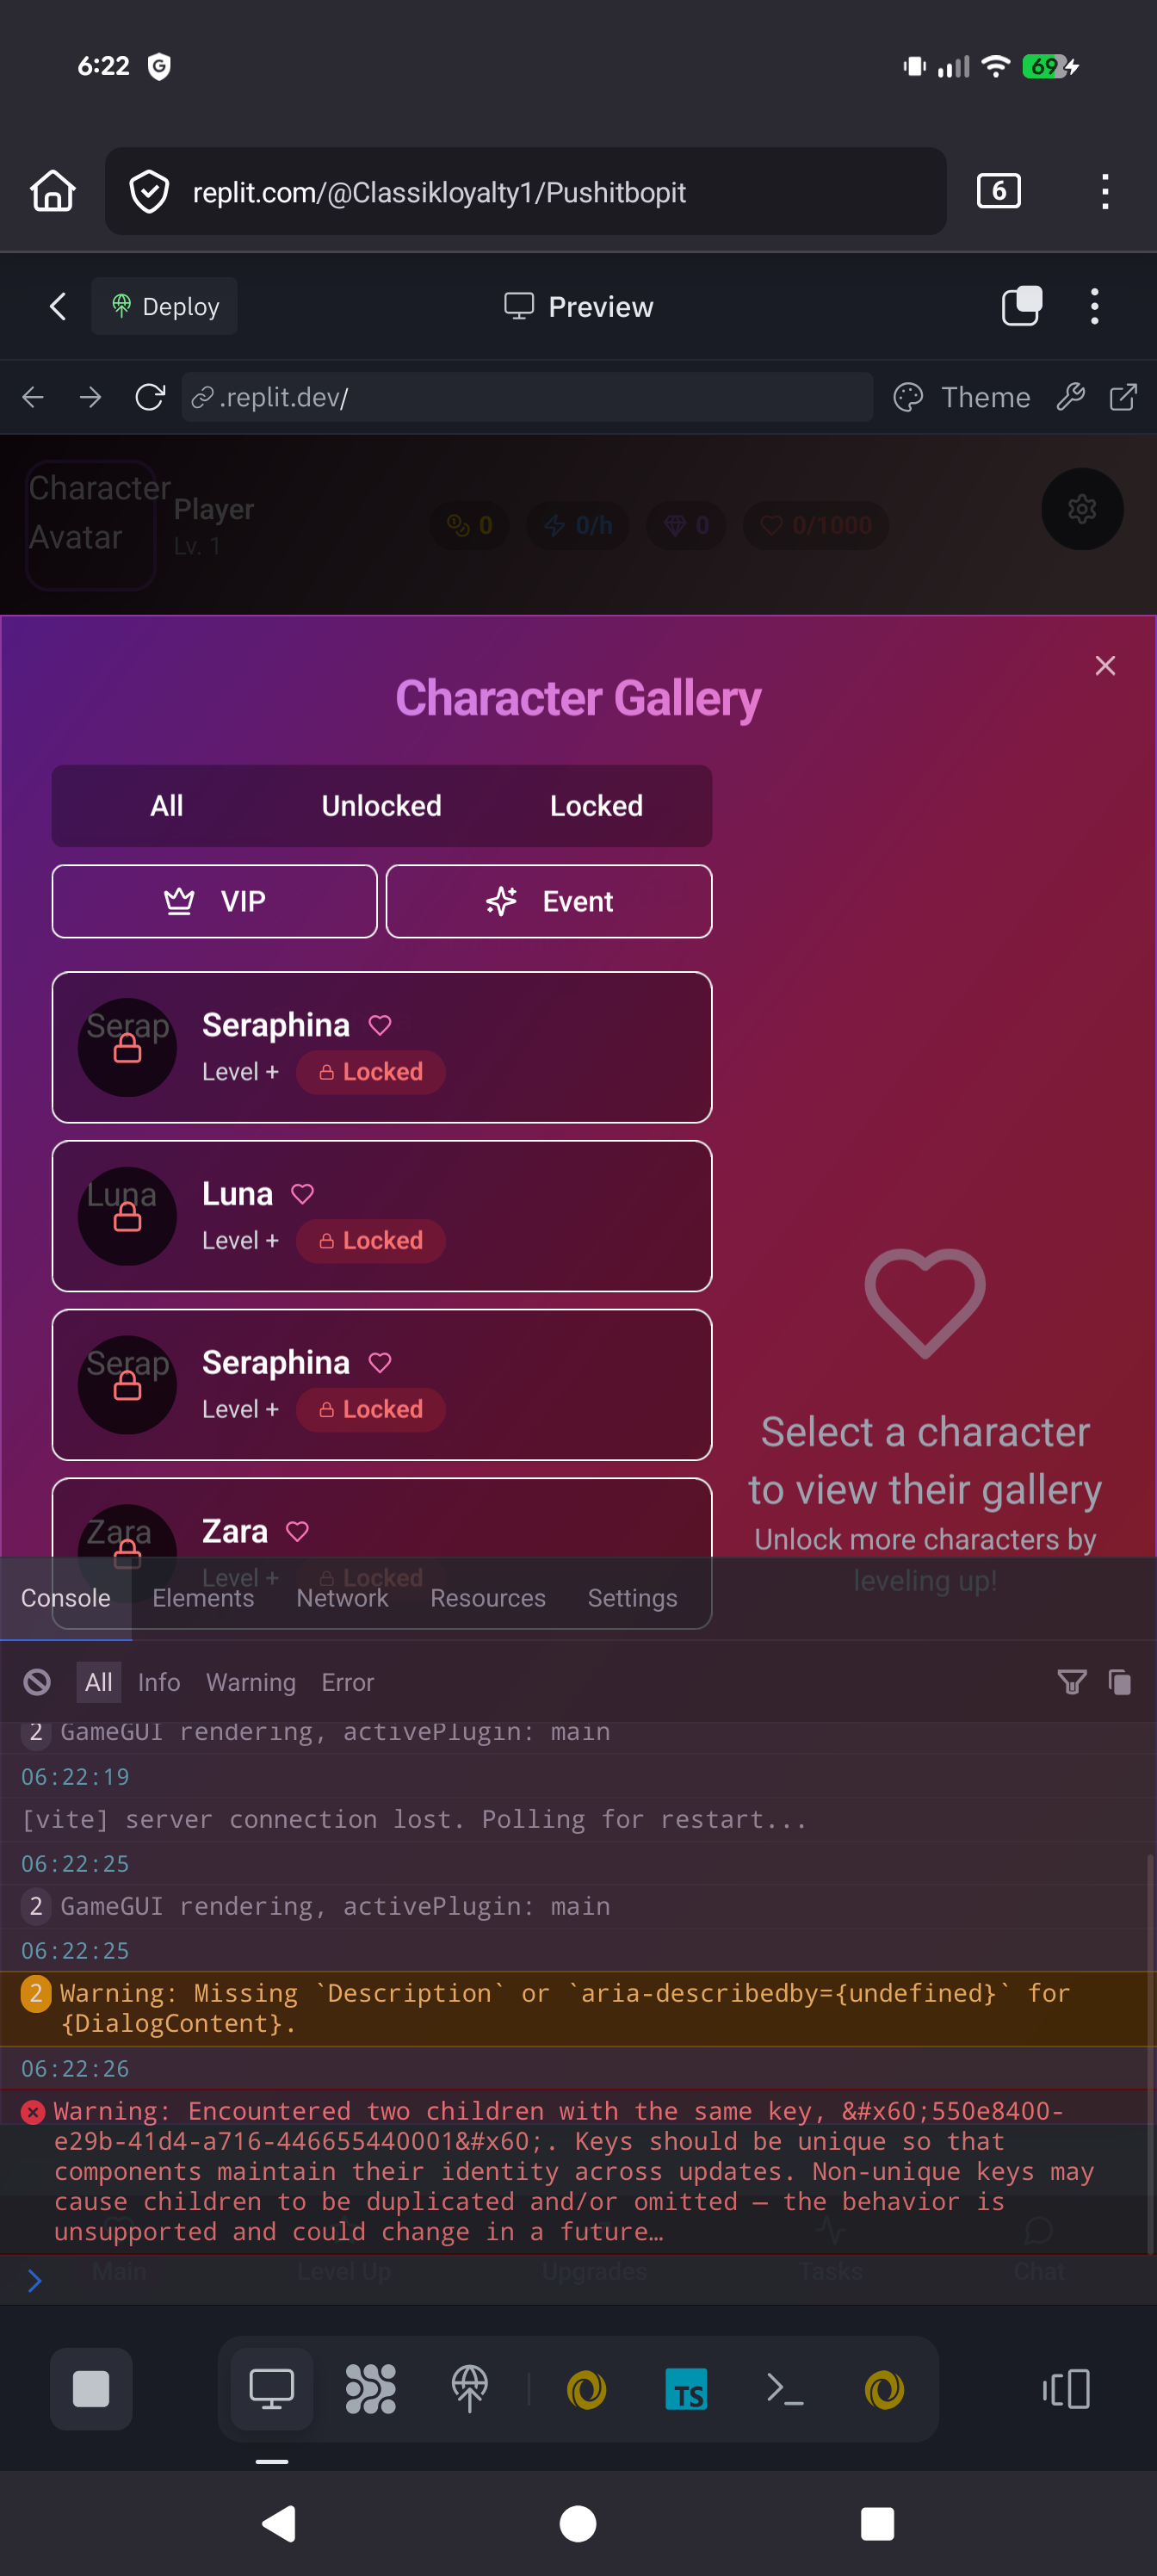 6:22
69
replit.com/@Classikloyalty1/Pushitbopit
6
Deploy
Preview
.replit.dev/
Theme
Character
Avatar
Player
Lv. 1
0
0/h
0
0/1000
Character Gallery
All
Unlocked
Locked
VIP
Event
Serap
Seraphina
Level +
Locked
Luna
Luna
Level +
Locked
Serap
Seraphina
Level +
Locked
Zara
Zara
Level +
Locked
Select a character
to view their gallery
Unlock more characters by
leveling up!
Console
Elements
Network
Resources
Settings
All
Info
Warning
Error
2 GameGUI rendering, activePlugin: main
06:22:19
[vite] server connection lost. Polling for restart...
06:22:25
2 GameGUI rendering, activePlugin: main
06:22:25
2 Warning: Missing `Description` or `aria-describedby={undefined}` for
{DialogContent}.
06:22:26
Warning: Encountered two children with the same key, &#x60;550e8400-
e29b-41d4-a716-446655440001&#x60;. Keys should be unique so that
components maintain their identity across updates. Non-unique keys may
cause children to be duplicated and/or omitted — the behavior is
unsupported and could change in a future…
Main
Level Up
Upgrades
Tasks
Chat
TS